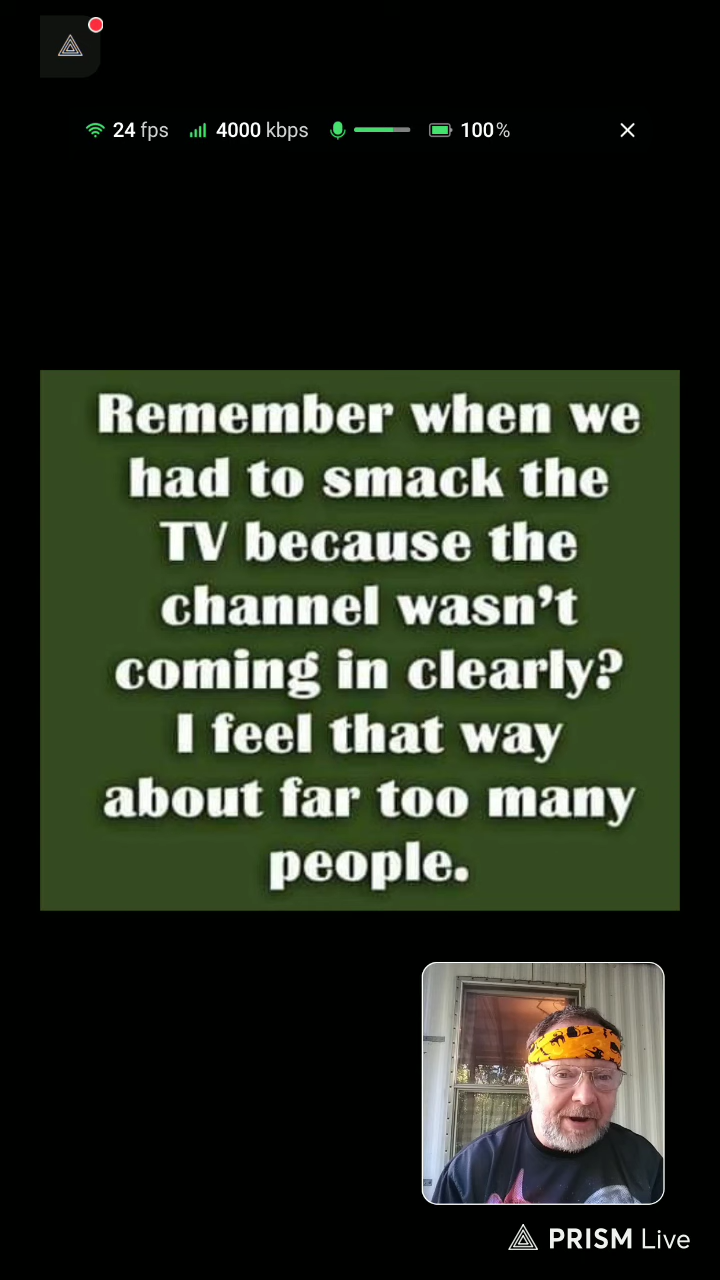 24 fps 4000 kbps 100%
Remember when we
had to smack the
TV because the
channel wasn't
coming in clearly?
I feel that way
about far too many
people.
PRISM Live